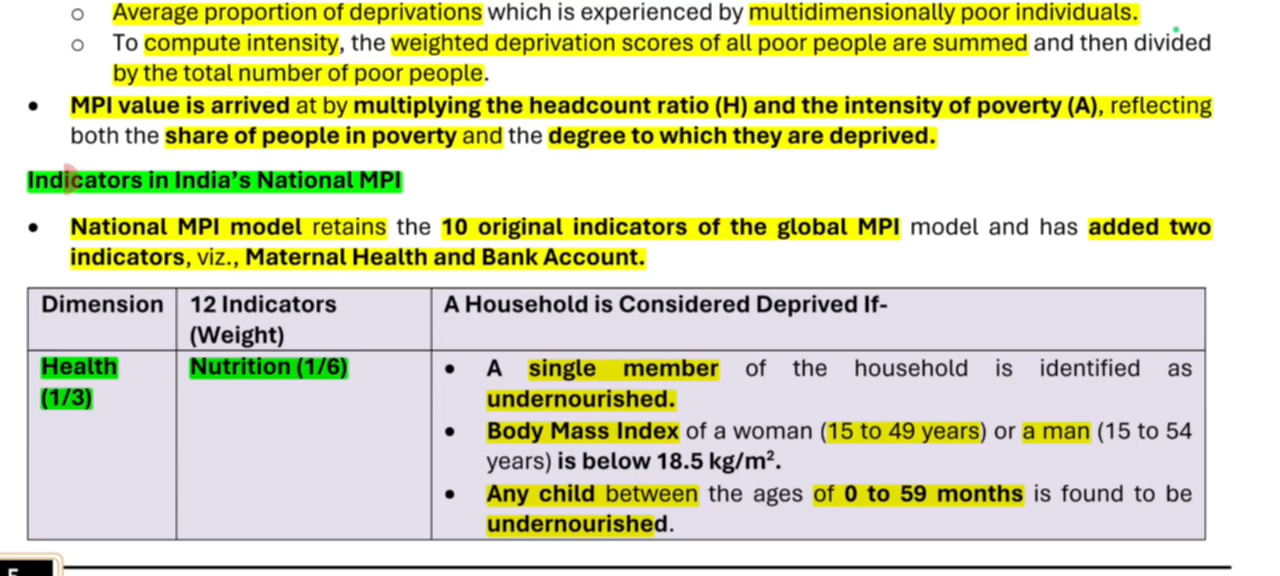 ○ Average proportion of deprivations which is experienced by multidimensionally poor individuals.
○ To compute intensity, the weighted deprivation scores of all poor people are summed and then divided
by the total number of poor people.
• MPI value is arrived at by multiplying the headcount ratio (H) and the intensity of poverty (A), reflecting
both the share of people in poverty and the degree to which they are deprived.
Indicators in India's National MPI
• National MPI model retains the 10 original indicators of the global MPI model and has added two
indicators, viz., Maternal Health and Bank Account.
Dimension
12 Indicators
(Weight)
A Household is Considered Deprived If-
Health
(1/3)
Nutrition (1/6)
• A single member of the household is identified as
undernourished.
• Body Mass Index of a woman (15 to 49 years) or a man (15 to 54
years) is below 18.5 kg/m².
• Any child between the ages of 0 to 59 months is found to be
undernourished.